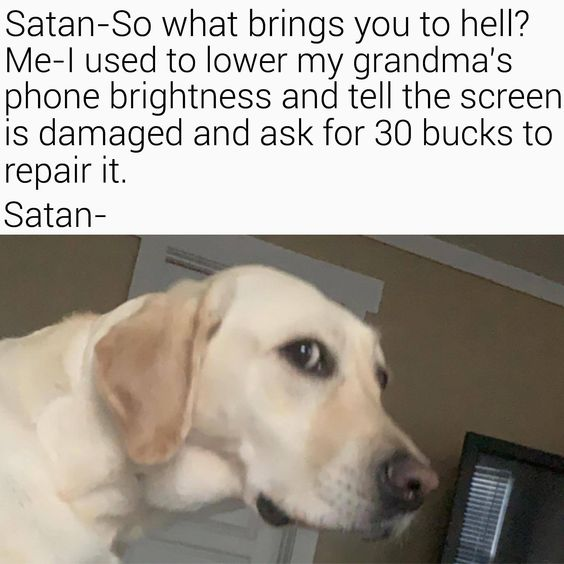 Satan-So what brings you to hell?
Me-I used to lower my grandma's
phone brightness and tell the screen
is damaged and ask for 30 bucks to
repair it.
Satan-